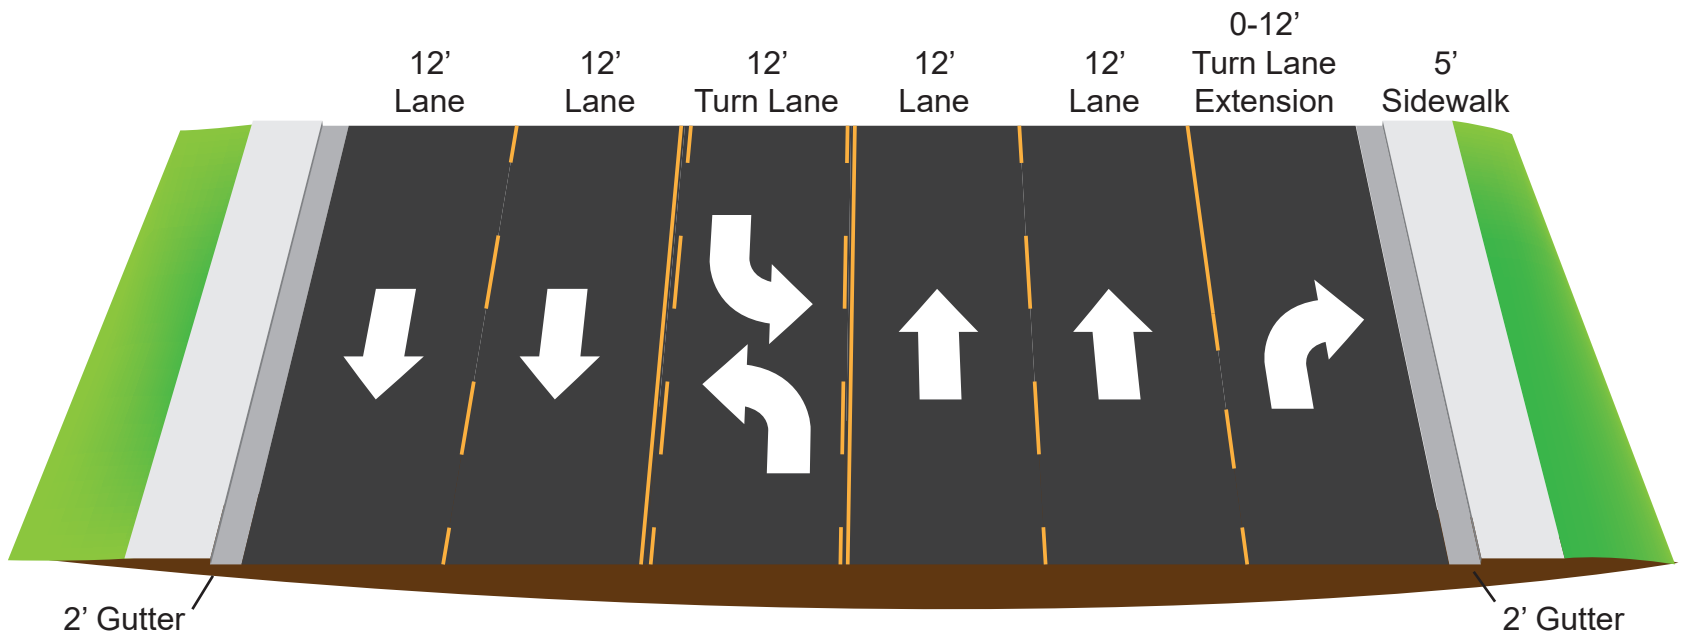 12’
Lane
12’
Lane
12’
Turn Lane
12’
Lane
12’
Lane
0-12’
Turn Lane
Extension
5’
Sidewalk
2’ Gutter
2’ Gutter